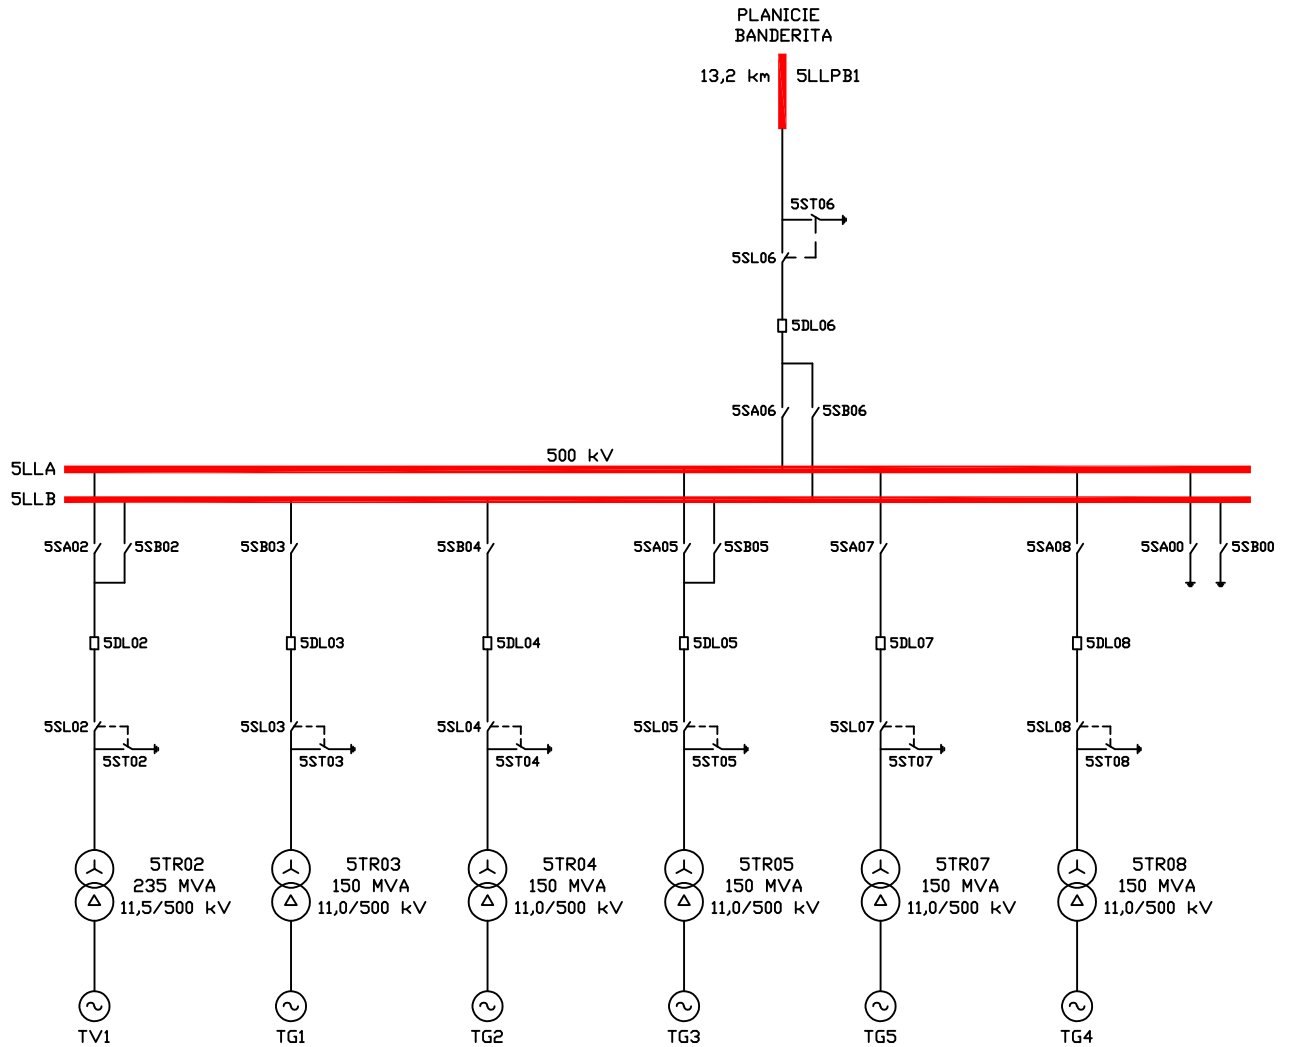 PLANICIE
BANDERITA
13,2 km 5LLPB1
5ST06
5SL06
5DL06
5SA06 5SB06
500 kV
5LLA
5LLB
5SA02 5SB02 5SB03 5SB04 5SA05 5SB05 5SA07 5SA08 5SA00 5SB00
5DL02 5DL03 5DL04 5DL05 5DL07 5DL08
5SL02 5SL03 5SL04 5SL05 5SL07 5SL08
5ST02 5ST03 5ST04 5ST05 5ST07 5ST08
5TR02 5TR03 5TR04 5TR05 5TR07 5TR08
235 MVA 150 MVA 150 MVA 150 MVA 150 MVA 150 MVA
11,5/500 kV 11,0/500 kV 11,0/500 kV 11,0/500 kV 11,0/500 kV 11,0/500 kV
TV1 TG1 TG2 TG3 TG5 TG4